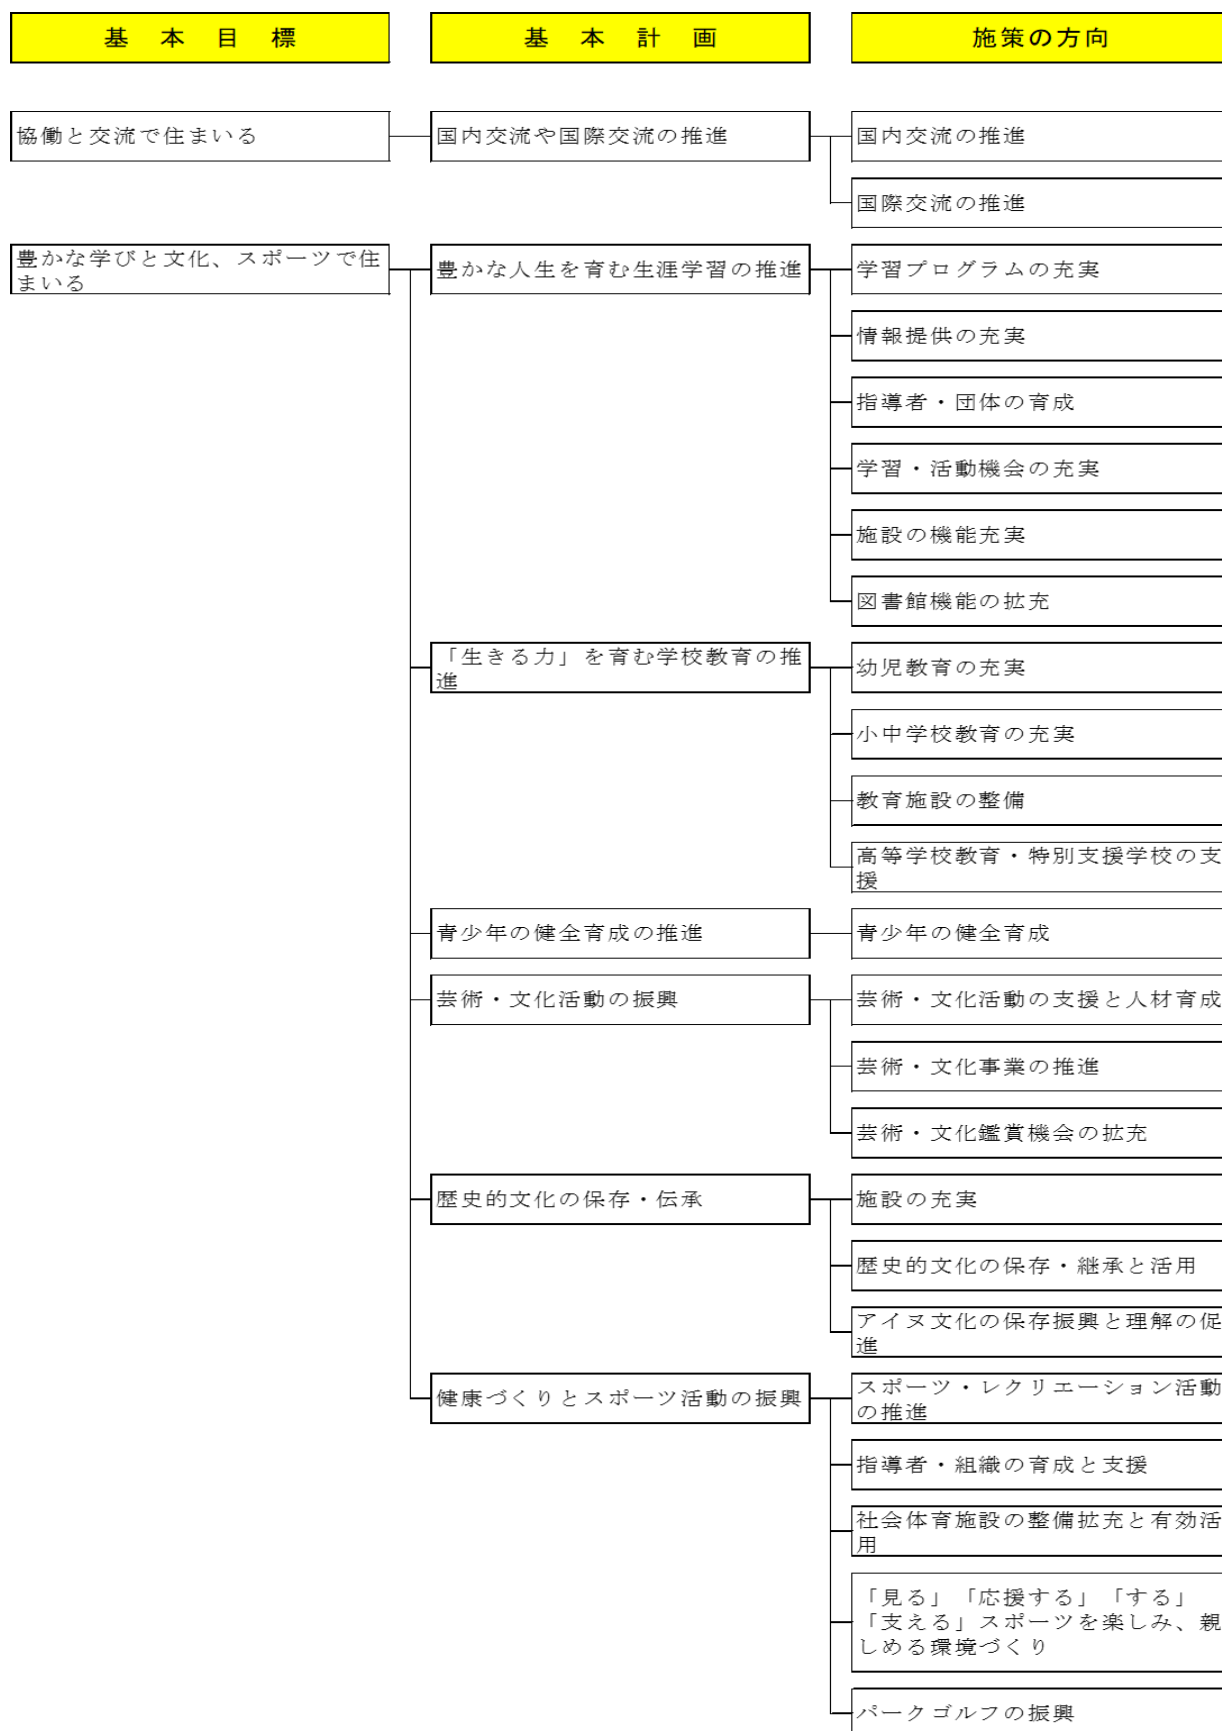 基本目標
基本計画
施策の方向
協働と交流で住まいる
国内交流や国際交流の推進
国内交流の推進
国際交流の推進
豊かな学びと文化、スポーツで住
まいる
豊かな人生を育む生涯学習の推進
学習プログラムの充実
情報提供の充実
指導者・団体の育成
学習・活動機会の充実
施設の機能充実
図書館機能の拡充
「生きる力」を育む学校教育の推
進
幼児教育の充実
小中学校教育の充実
教育施設の整備
高等学校教育・特別支援学校の支
援
青少年の健全育成の推進
青少年の健全育成
芸術・文化活動の振興
芸術・文化活動の支援と人材育成
芸術・文化事業の推進
芸術・文化鑑賞機会の拡充
歴史的文化の保存・伝承
施設の充実
歴史的文化の保存・継承と活用
アイヌ文化の保存振興と理解の促
進
健康づくりとスポーツ活動の振興
スポーツ・レクリエーション活動
の推進
指導者・組織の育成と支援
社会体育施設の整備拡充と有効活
用
「見る」「応援する」「する」
「支える」スポーツを楽しみ、親
しめる環境づくり
パークゴルフの振興